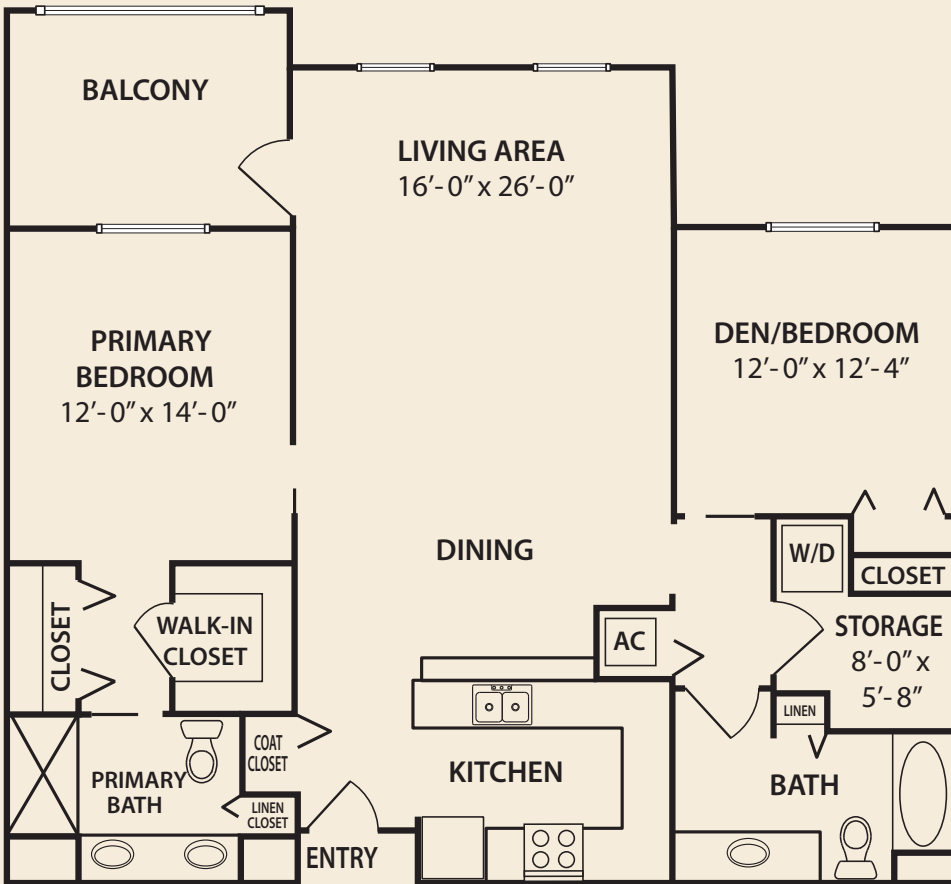 BALCONY
LIVING AREA
16’-0” x 26’-0”
PRIMARY
BEDROOM
12’-0” x 14’-0”
DEN/BEDROOM
12’-0” x 12’-4”
DINING
W/D
CLOSET
CLOSET
WALK-IN
CLOSET
AC
STORAGE
8’-0” x
5’-8”
LINEN
COAT
CLOSET
KITCHEN
PRIMARY
BATH
BATH
LINEN
CLOSET
ENTRY